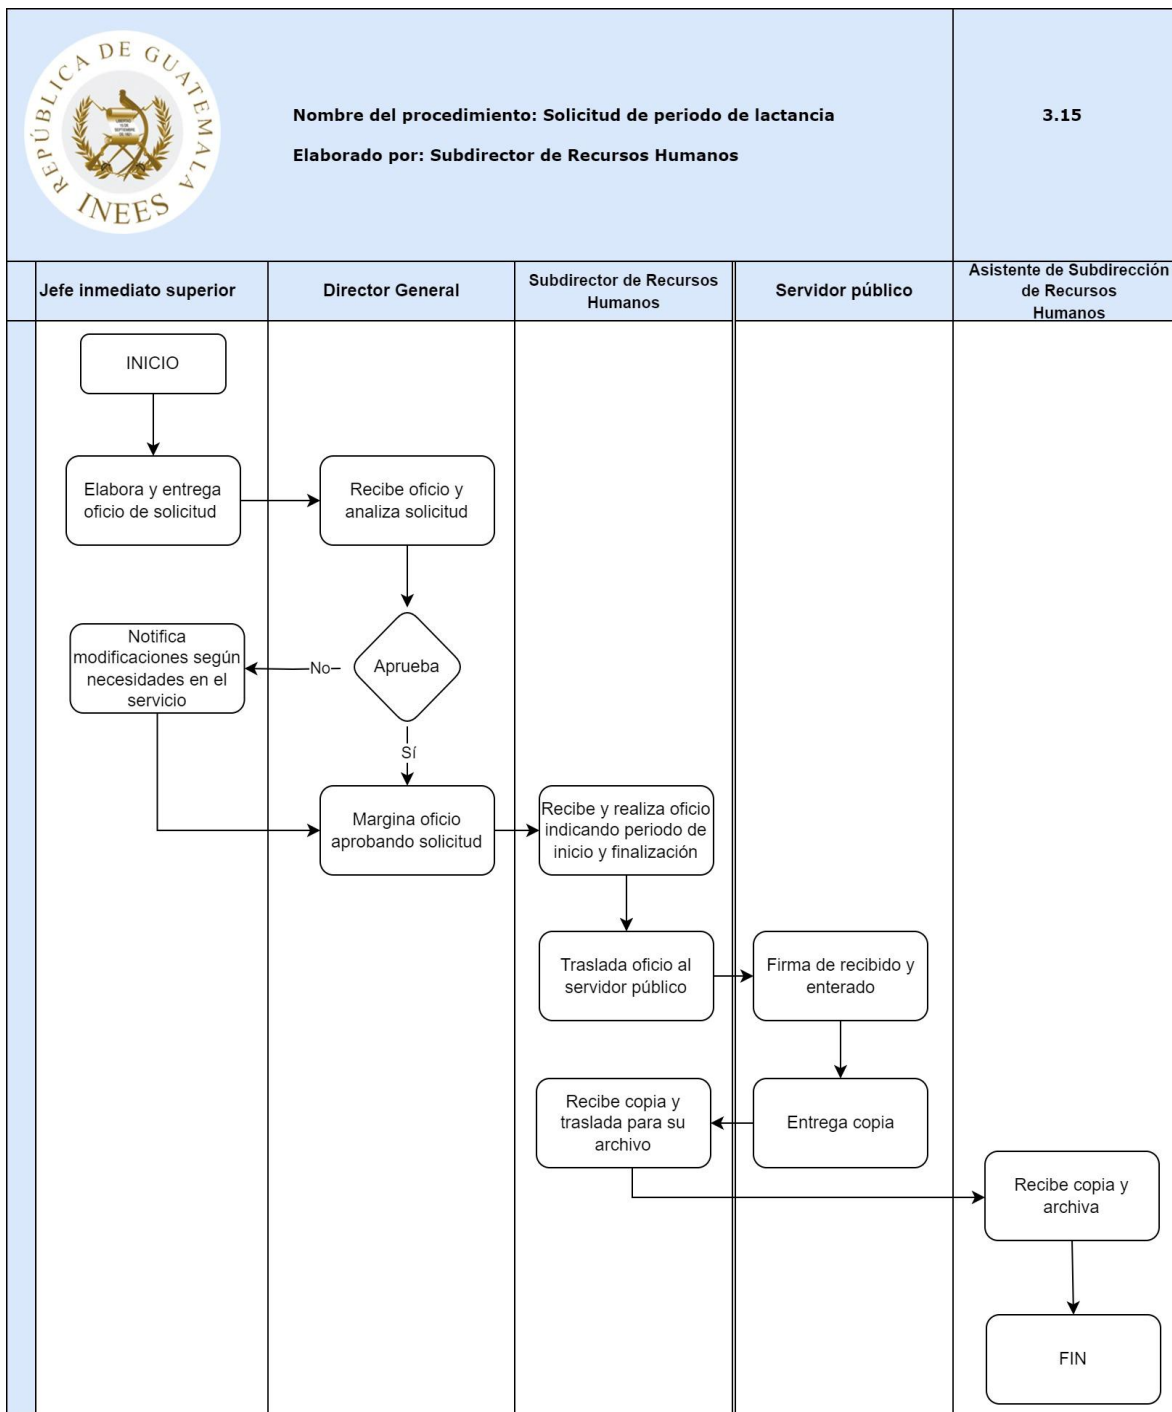 REPÚBLICA DE GUATEMALA
INEES
Nombre del procedimiento: Solicitud de periodo de lactancia
Elaborado por: Subdirector de Recursos Humanos
3.15
Jefe inmediato superior
Director General
Subdirector de Recursos
Humanos
Servidor público
Asistente de Subdirección
de Recursos
Humanos
INICIO
Elabora y entrega
oficio de solicitud
Recibe oficio y
analiza solicitud
Notifica
modificaciones según
necesidades en el
servicio
No
Aprueba
Sí
Margina oficio
aprobando solicitud
Recibe y realiza oficio
indicando periodo de
inicio y finalización
Traslada oficio al
servidor público
Firma de recibido y
enterado
Recibe copia y
traslada para su
archivo
Entrega copia
Recibe copia y
archiva
FIN